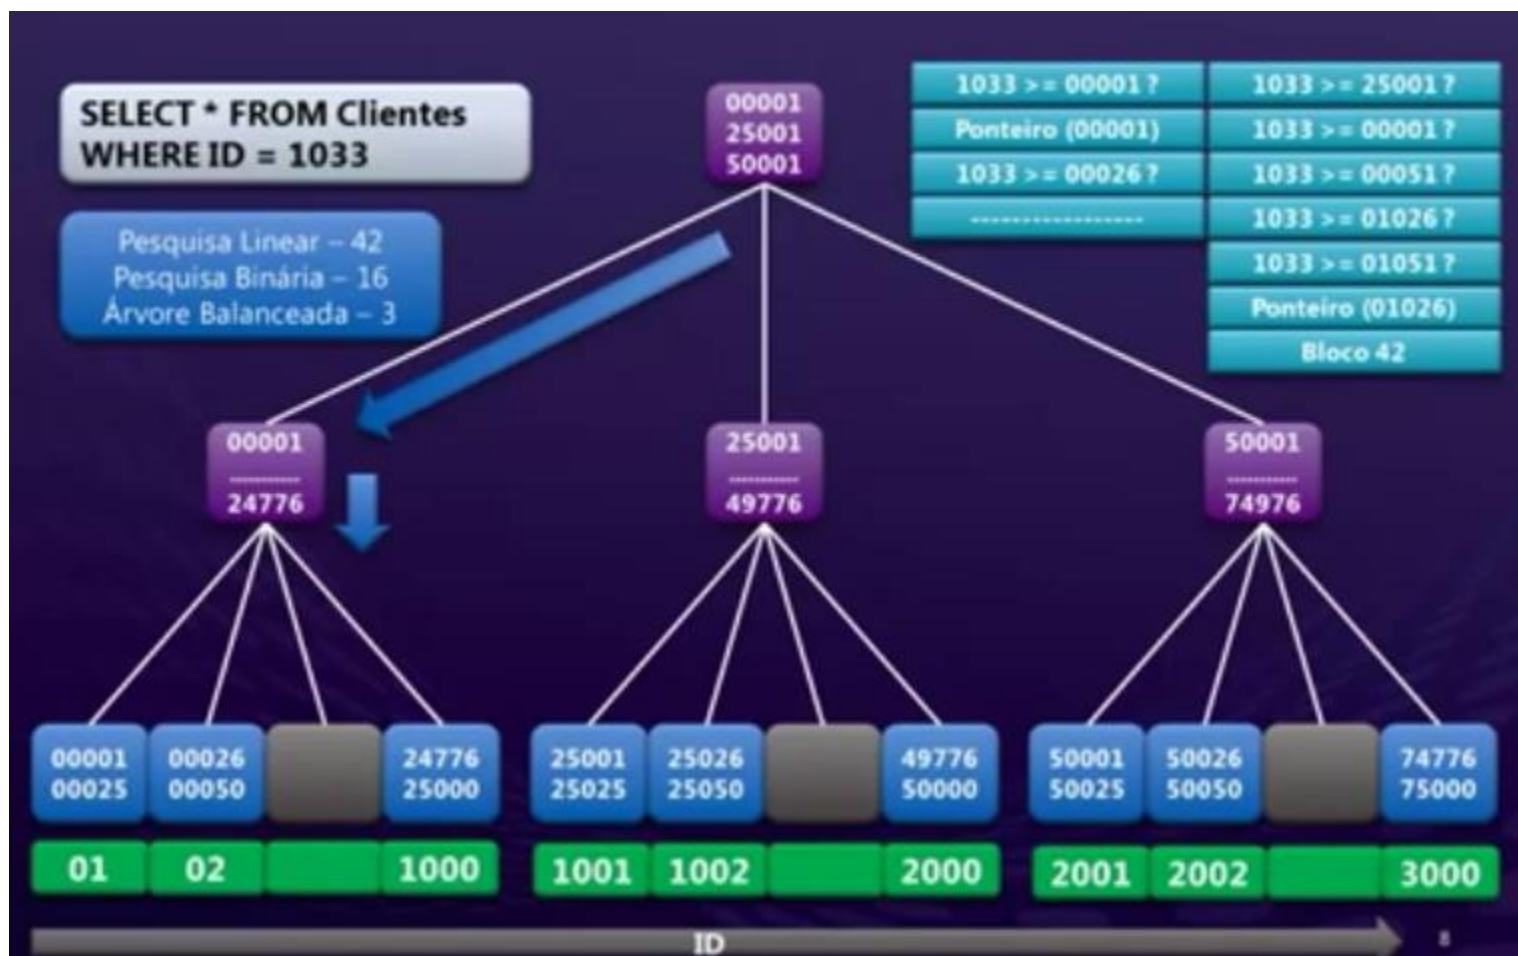 SELECT * FROM Clientes
WHERE ID = 1033
Pesquisa Linear – 42
Pesquisa Binária – 16
Árvore Balanceada – 3
00001
25001
50001
1033 >= 00001 ?
1033 >= 25001 ?
Ponteiro (00001)
1033 >= 00001 ?
1033 >= 00026 ?
1033 >= 00051 ?
-----------------
1033 >= 01026 ?
1033 >= 01051 ?
Ponteiro (01026)
Bloco 42
00001
----------
24776
25001
----------
49776
50001
----------
74976
00001
00025
00026
00050
24776
25000
25001
25025
25026
25050
49776
50000
50001
50025
50026
50050
74776
75000
01
02
1000
1001
1002
2000
2001
2002
3000
ID
8